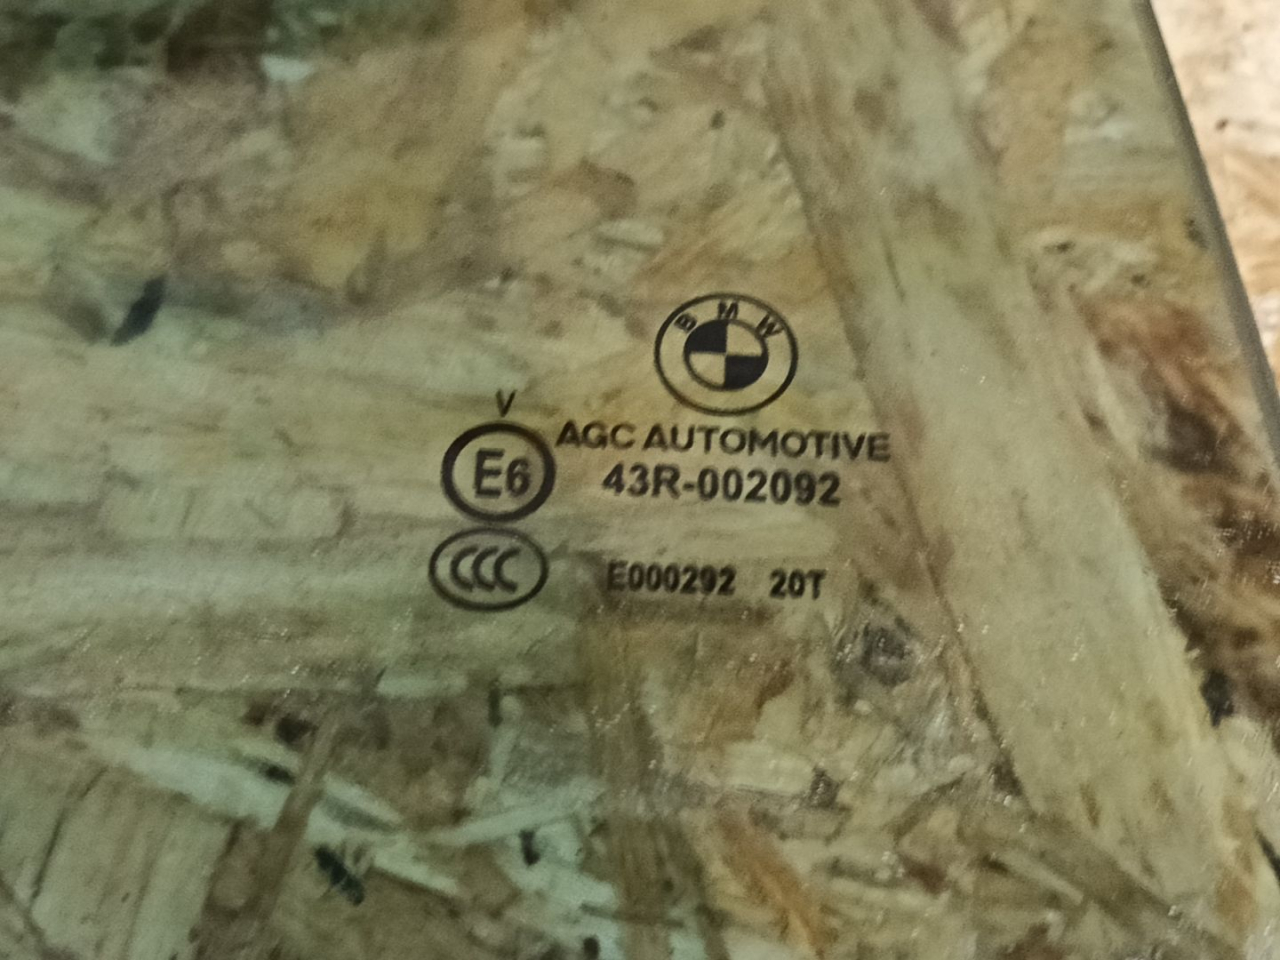 BMW
V
E6
AGC AUTOMOTIVE
43R-002092
CCC
E000292 20T